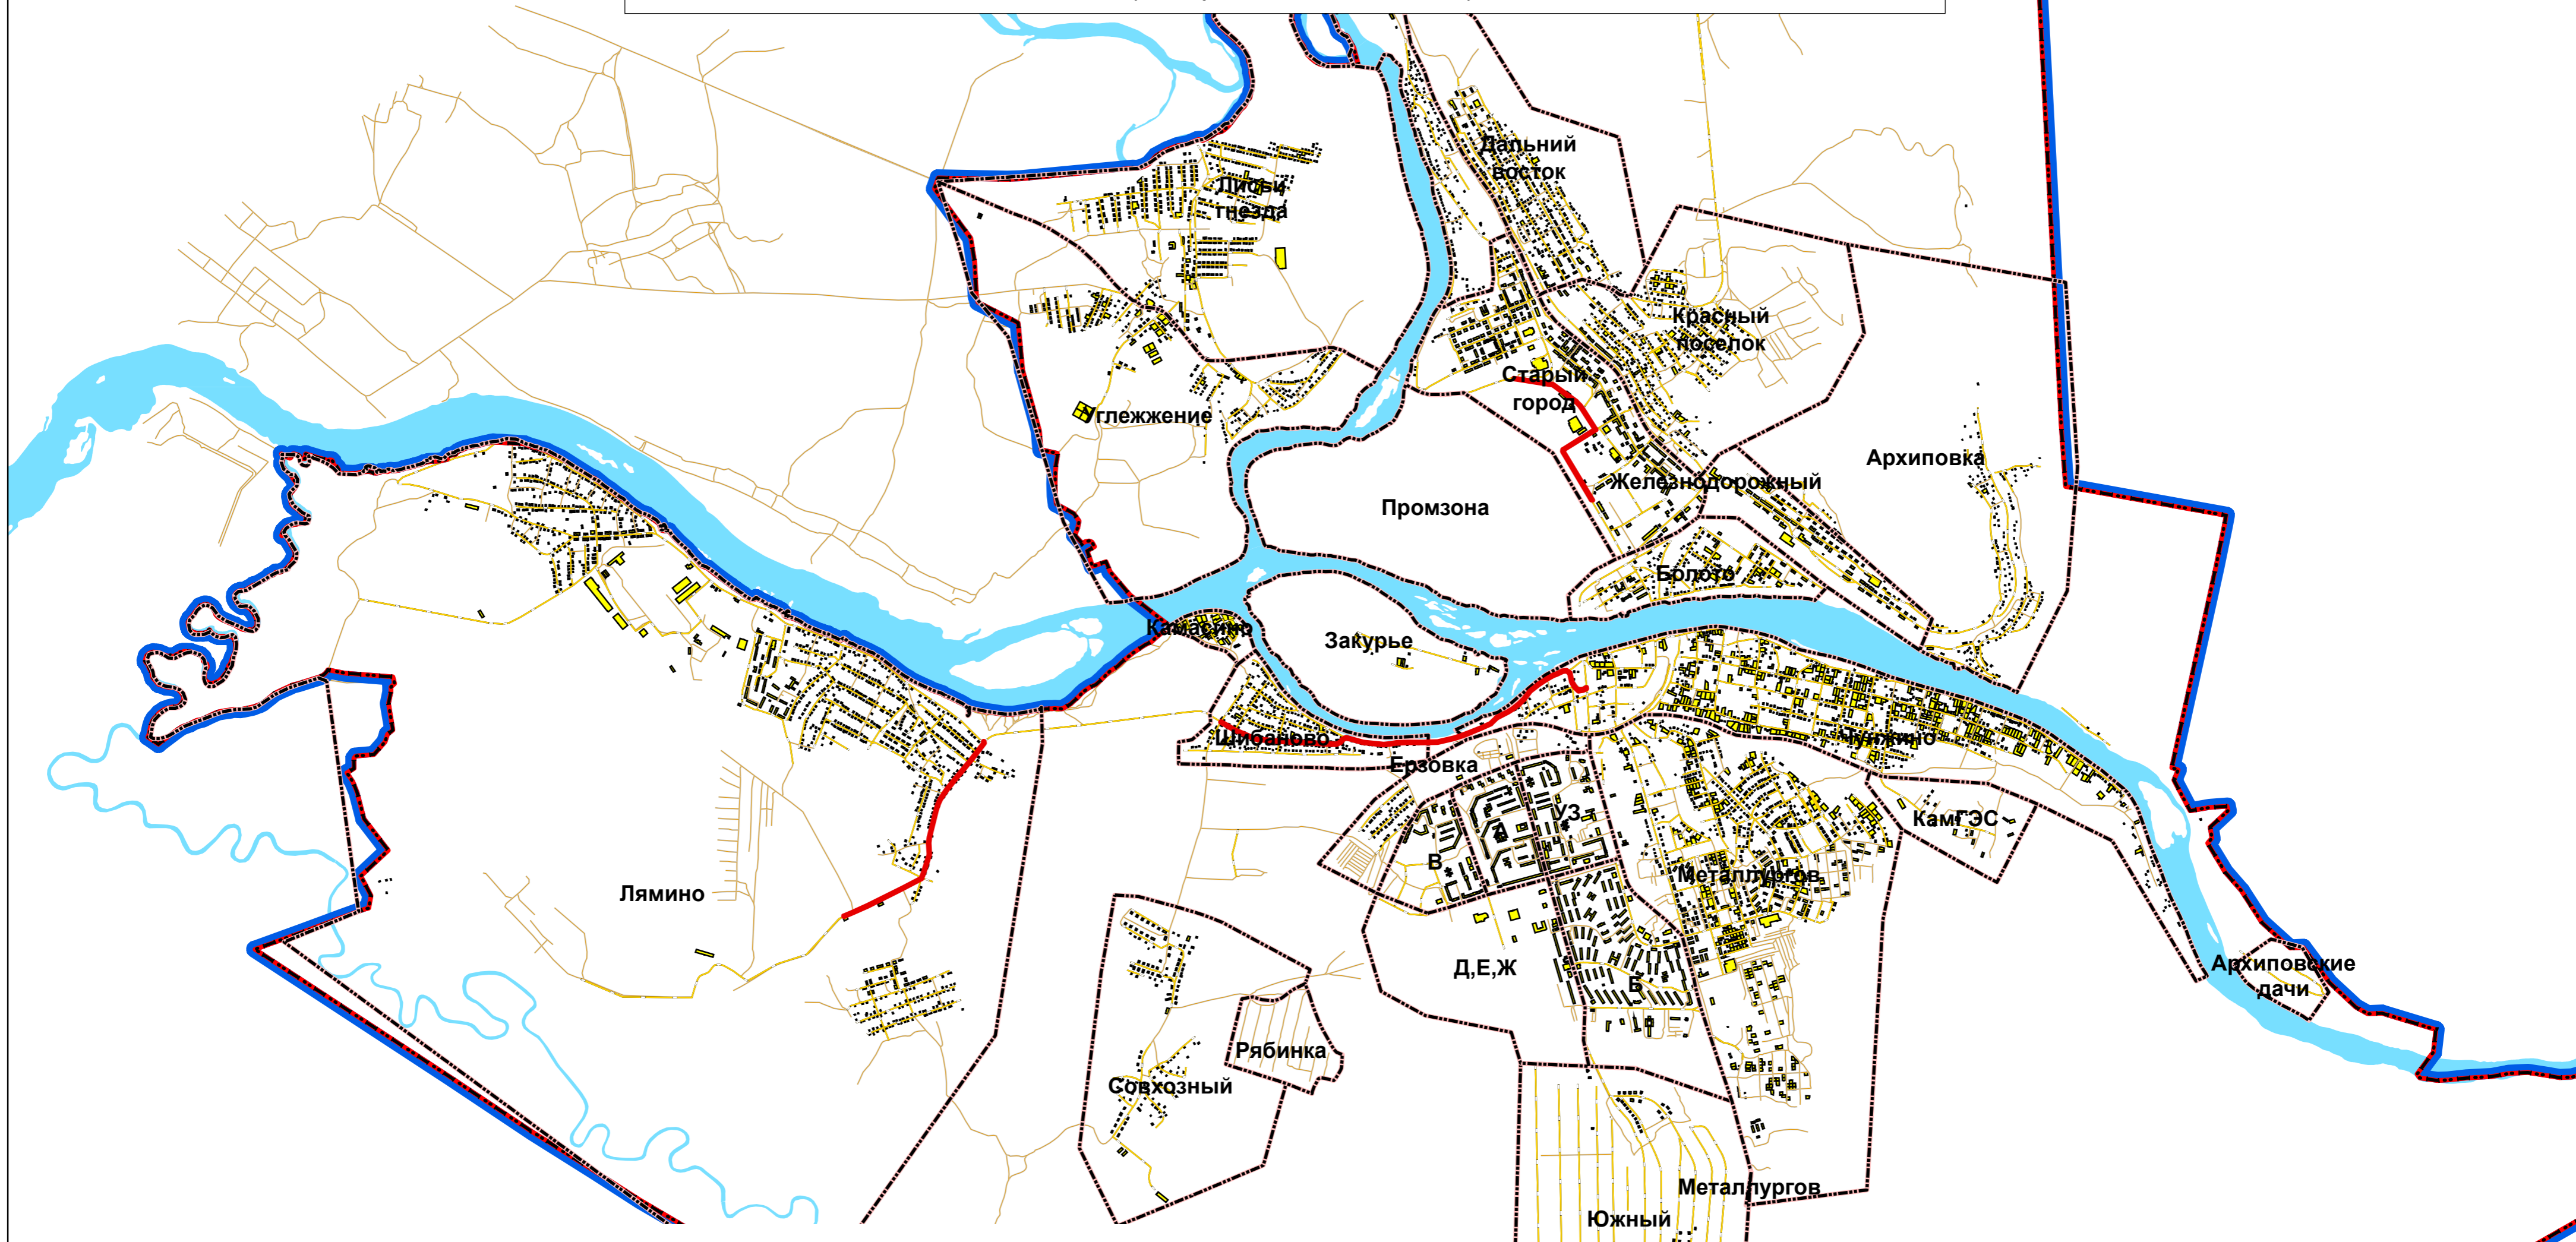 Дальний
восток
Лисьи
гнезда
Красный
поселок
Старый
город
Углежжение
Архиповка
Железнодорожный
Промзона
Болото
Камасино
Закурье
Шибаново
Чунжино
Ерзовка
УЗ
КамГЭС
В
А
Металлургов
Лямино
Архиповские
дачи
Д,Е,Ж
Б
Рябинка
Совхозный
Металлургов
Южный